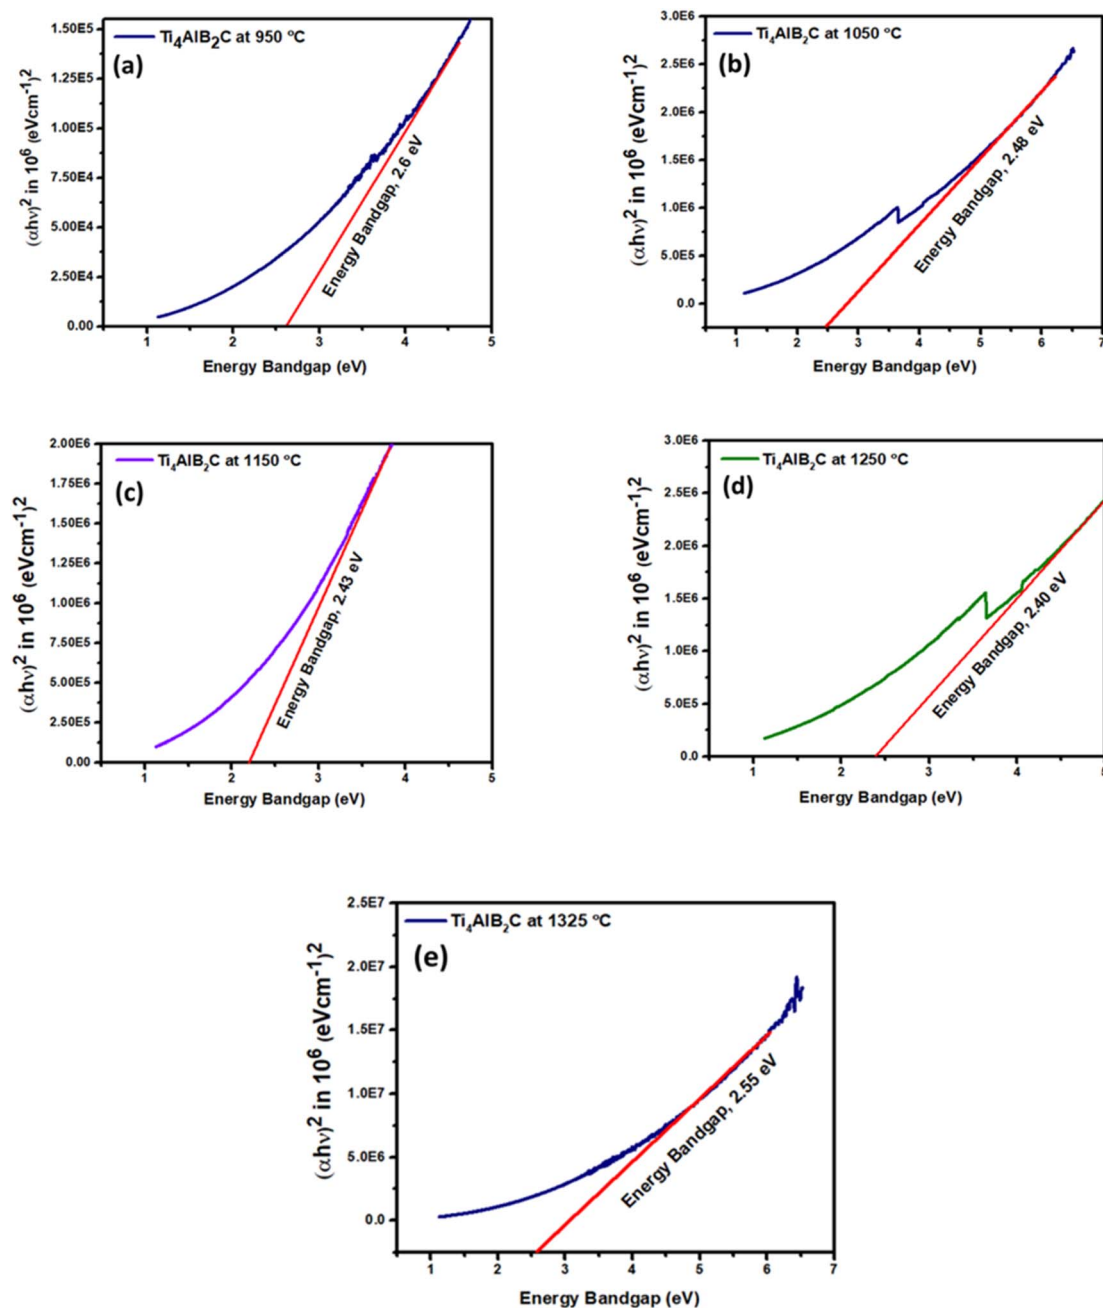 Ti₄AlB₂C at 950 °C
(a)
(αhν)² in 10⁶ (eVcm⁻¹)²
1.50E5
1.25E5
1.00E5
7.50E4
5.00E4
2.50E4
0.00
Energy Bandgap, 2.6 eV
1 2 3 4 5
Energy Bandgap (eV)
Ti₄AlB₂C at 1050 °C
(b)
(αhν)² in 10⁶ (eVcm⁻¹)²
3.0E6
2.5E6
2.0E6
1.5E6
1.0E6
5.0E5
0.0
Energy Bandgap, 2.48 eV
1 2 3 4 5 6 7
Energy Bandgap (eV)
Ti₄AlB₂C at 1150 °C
(c)
(αhν)² in 10⁶ (eVcm⁻¹)²
2.00E6
1.75E6
1.50E6
1.25E6
1.00E6
7.50E5
5.00E5
2.50E5
0.00
Energy Bandgap, 2.43 eV
1 2 3 4 5
Energy Bandgap (eV)
Ti₄AlB₂C at 1250 °C
(d)
(αhν)² in 10⁶ (eVcm⁻¹)²
3.0E6
2.5E6
2.0E6
1.5E6
1.0E6
5.0E5
0.0
Energy Bandgap, 2.40 eV
1 2 3 4 5
Energy Bandgap (eV)
Ti₄AlB₂C at 1325 °C
(e)
(αhν)² in 10⁶ (eVcm⁻¹)²
2.5E7
2.0E7
1.5E7
1.0E7
5.0E6
0.0
Energy Bandgap, 2.55 eV
1 2 3 4 5 6 7
Energy Bandgap (eV)